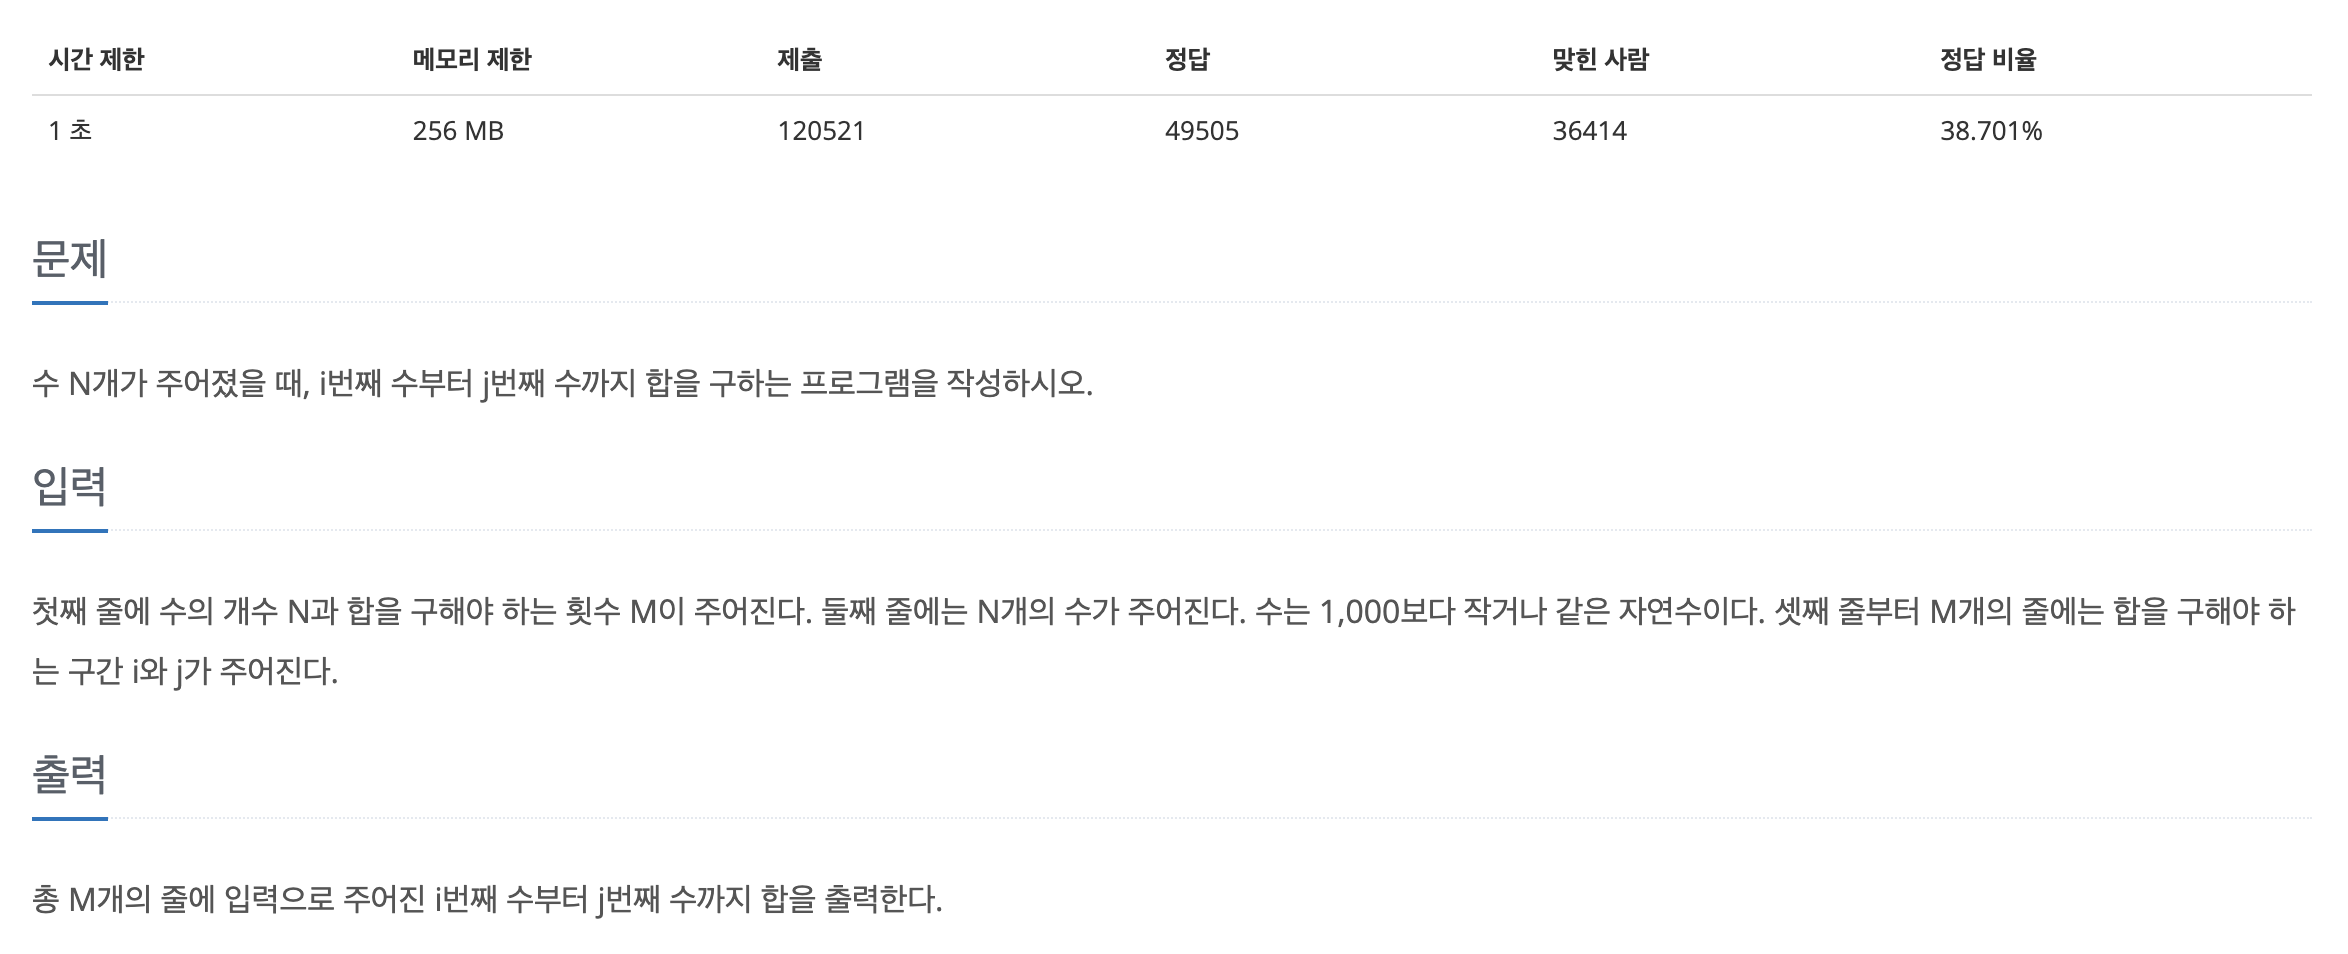 시간 제한 메모리 제한 제출 정답 맞힌 사람 정답 비율
1 초 256 MB 120521 49505 36414 38.701%
문제
수 N개가 주어졌을 때, i번째 수부터 j번째 수까지 합을 구하는 프로그램을 작성하시오.
입력
첫째 줄에 수의 개수 N과 합을 구해야 하는 횟수 M이 주어진다. 둘째 줄에는 N개의 수가 주어진다. 수는 1,000보다 작거나 같은 자연수이다. 셋째 줄부터 M개의 줄에는 합을 구해야 하
는 구간 i와 j가 주어진다.
출력
총 M개의 줄에 입력으로 주어진 i번째 수부터 j번째 수까지 합을 출력한다.